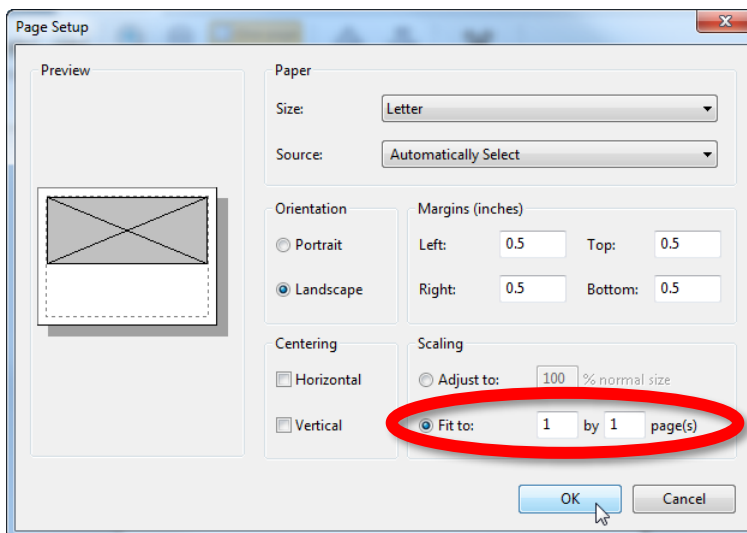 Page Setup
Preview
Paper
Size: Letter
Source: Automatically Select
Orientation
Portrait
Landscape
Margins (inches)
Left: 0.5 Top: 0.5
Right: 0.5 Bottom: 0.5
Centering
Horizontal
Vertical
Scaling
Adjust to: 100 % normal size
Fit to: 1 by 1 page(s)
OK Cancel